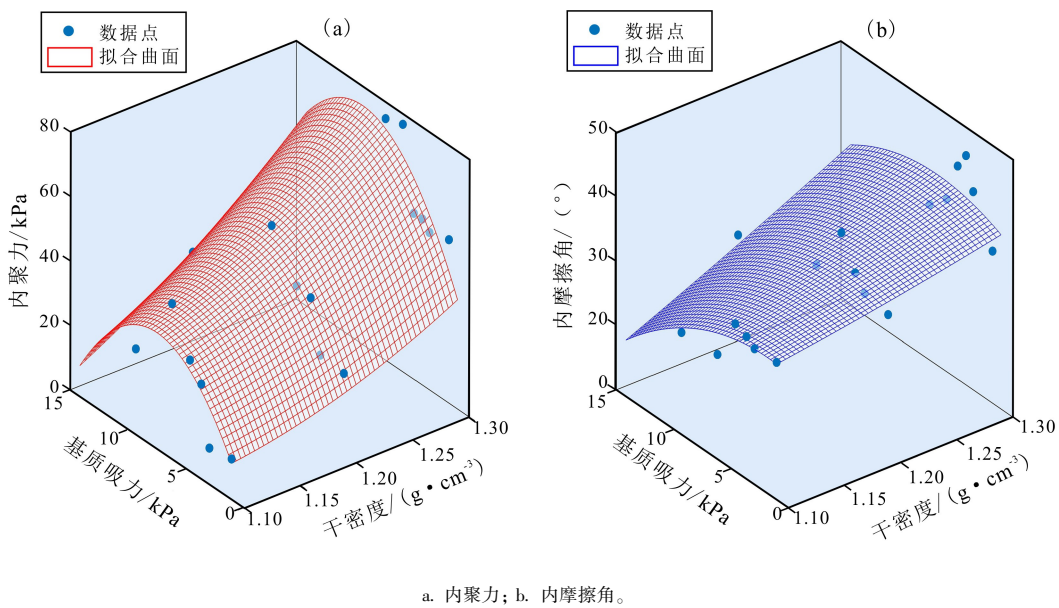 (a)
数据点
拟合曲面
内聚力/kPa
80
60
40
20
0
15
10
5
0
基质吸力/kPa
1.10
1.15
1.20
1.25
1.30
干密度/(g•cm⁻³)
(b)
数据点
拟合曲面
内摩擦角/(°)
50
40
30
20
10
0
15
10
5
0
基质吸力/kPa
1.10
1.15
1.20
1.25
1.30
干密度/(g•cm⁻³)
a. 内聚力; b. 内摩擦角。